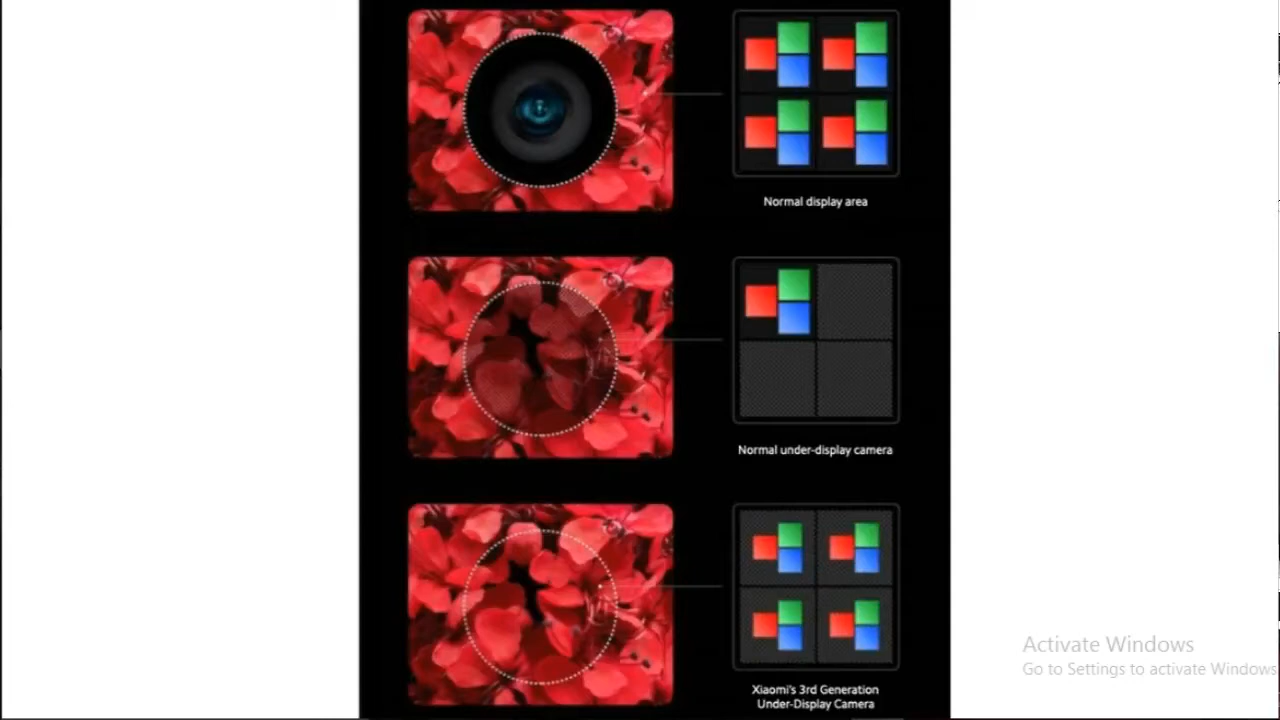 Normal display area
Normal under-display camera
Activate Windows
Go to Settings to activate Windows
Xiaomi's 3rd Generation
Under-Display Camera